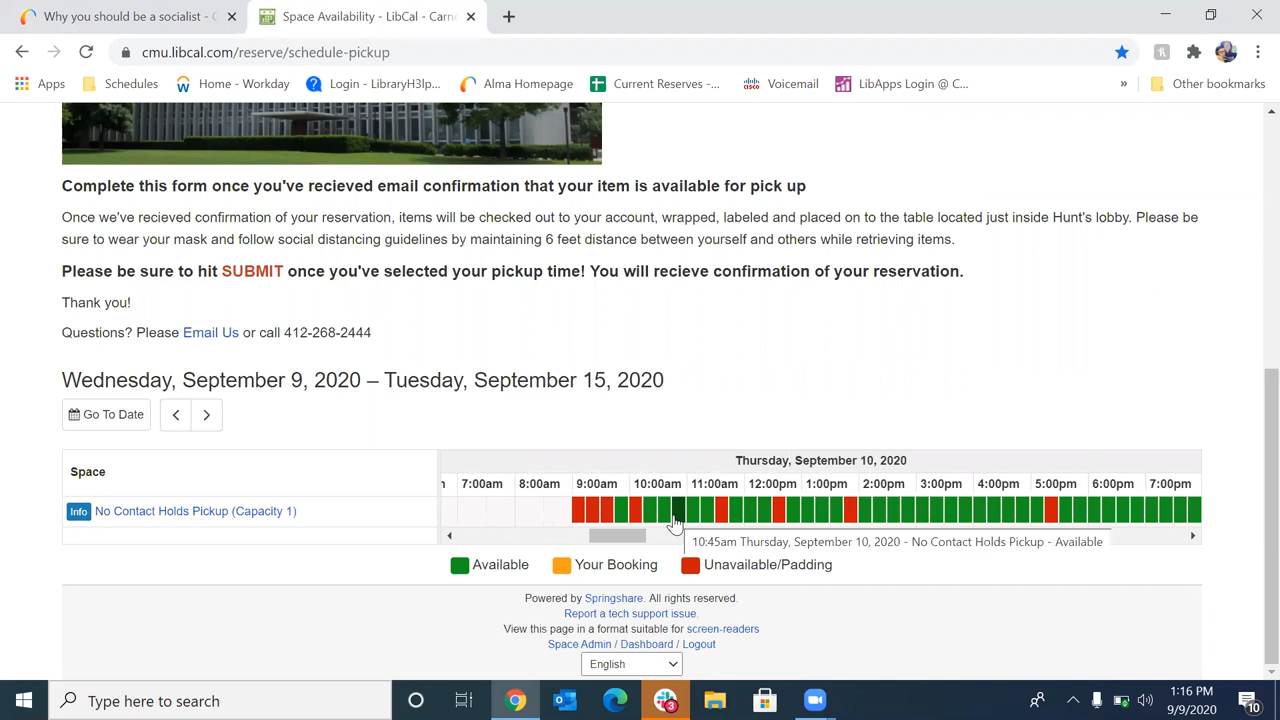 Why you should be a socialist - C
Space Availability - LibCal - Carne
cmu.libcal.com/reserve/schedule-pickup
Apps Schedules Home - Workday Login - LibraryH3lp... Alma Homepage Current Reserves -... Voicemail LibApps Login @ C... » Other bookmarks
Complete this form once you've recieved email confirmation that your item is available for pick up
Once we've recieved confirmation of your reservation, items will be checked out to your account, wrapped, labeled and placed on to the table located just inside Hunt's lobby. Please be
sure to wear your mask and follow social distancing guidelines by maintaining 6 feet distance between yourself and others while retrieving items.
Please be sure to hit SUBMIT once you've selected your pickup time! You will recieve confirmation of your reservation.
Thank you!
Questions? Please Email Us or call 412-268-2444
Wednesday, September 9, 2020 – Tuesday, September 15, 2020
Go To Date
Thursday, September 10, 2020
Space
7:00am 8:00am 9:00am 10:00am 11:00am 12:00pm 1:00pm 2:00pm 3:00pm 4:00pm 5:00pm 6:00pm 7:00pm
Info No Contact Holds Pickup (Capacity 1)
10:45am Thursday, September 10, 2020 - No Contact Holds Pickup - Available
Available Your Booking Unavailable/Padding
Powered by Springshare. All rights reserved.
Report a tech support issue.
View this page in a format suitable for screen-readers
Space Admin / Dashboard / Logout
English
Type here to search
3
1:16 PM
9/9/2020
10